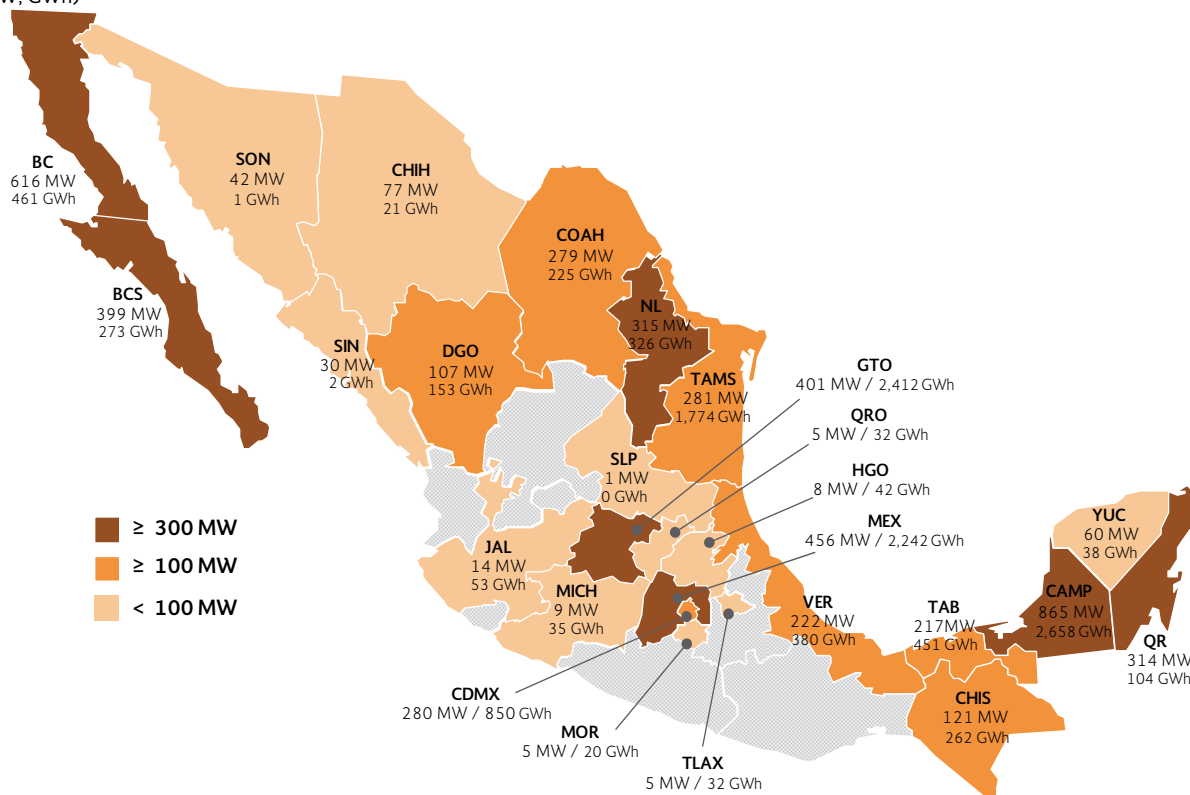 BC
616 MW
461 GWh
SON
42 MW
1 GWh
CHIH
77 MW
21 GWh
COAH
279 MW
225 GWh
BCS
399 MW
273 GWh
NL
315 MW
326 GWh
SIN
30 MW
2 GWh
DGO
107 MW
153 GWh
TAMS
281 MW
1,774 GWh
GTO
401 MW / 2,412 GWh
QRO
5 MW / 32 GWh
SLP
1 MW
0 GWh
HGO
8 MW / 42 GWh
MEX
456 MW / 2,242 GWh
≥ 300 MW
≥ 100 MW
< 100 MW
JAL
14 MW
53 GWh
MICH
9 MW
35 GWh
VER
222 MW
380 GWh
TAB
217MW
451 GWh
YUC
60 MW
38 GWh
CAMP
865 MW
2,658 GWh
QR
314 MW
104 GWh
CHIS
121 MW
262 GWh
CDMX
280 MW / 850 GWh
MOR
5 MW / 20 GWh
TLAX
5 MW / 32 GWh